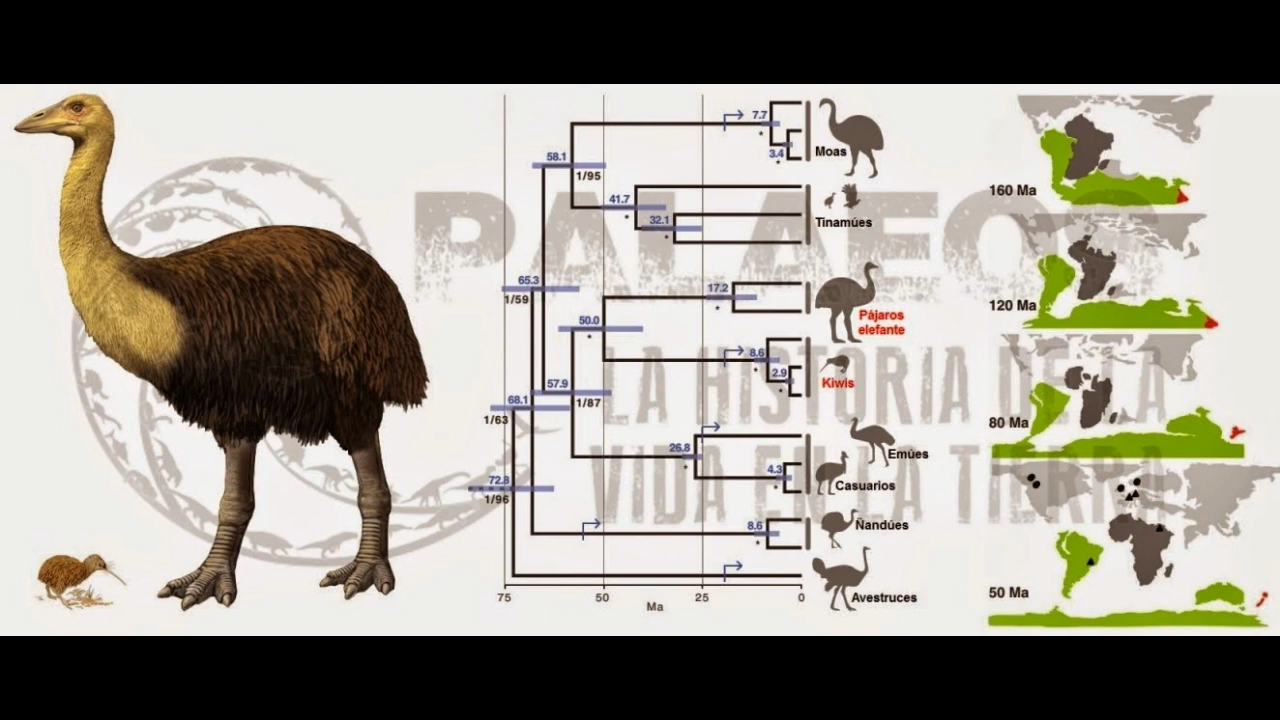 PALAEOS
LA HISTORIA DE LA
VIDA EN LA TIERRA
7.7
*
3.4
*
Moas
58.1
1/95
41.7
*
32.1
*
Tinamúes
65.3
1/59
17.2
*
Pájaros
elefante
50.0
*
8.6
*
2.9
*
Kiwis
57.9
1/87
68.1
1/63
26.8
*
Emúes
4.3
*
Casuarios
72.8
1/96
8.6
*
Ñandúes
Avestruces
75 50 25 0
Ma
160 Ma
120 Ma
80 Ma
50 Ma